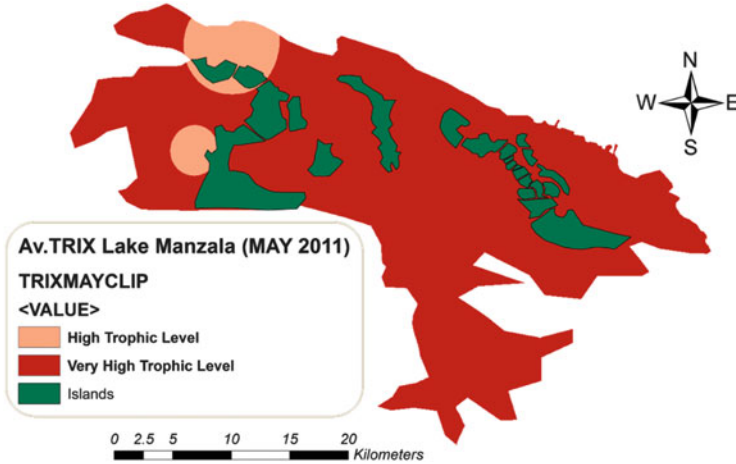 N
W E
S
Av.TRIX Lake Manzala (MAY 2011)
TRIXMAYCLIP
<VALUE>
High Trophic Level
Very High Trophic Level
Islands
0 2.5 5 10 15 20
Kilometers